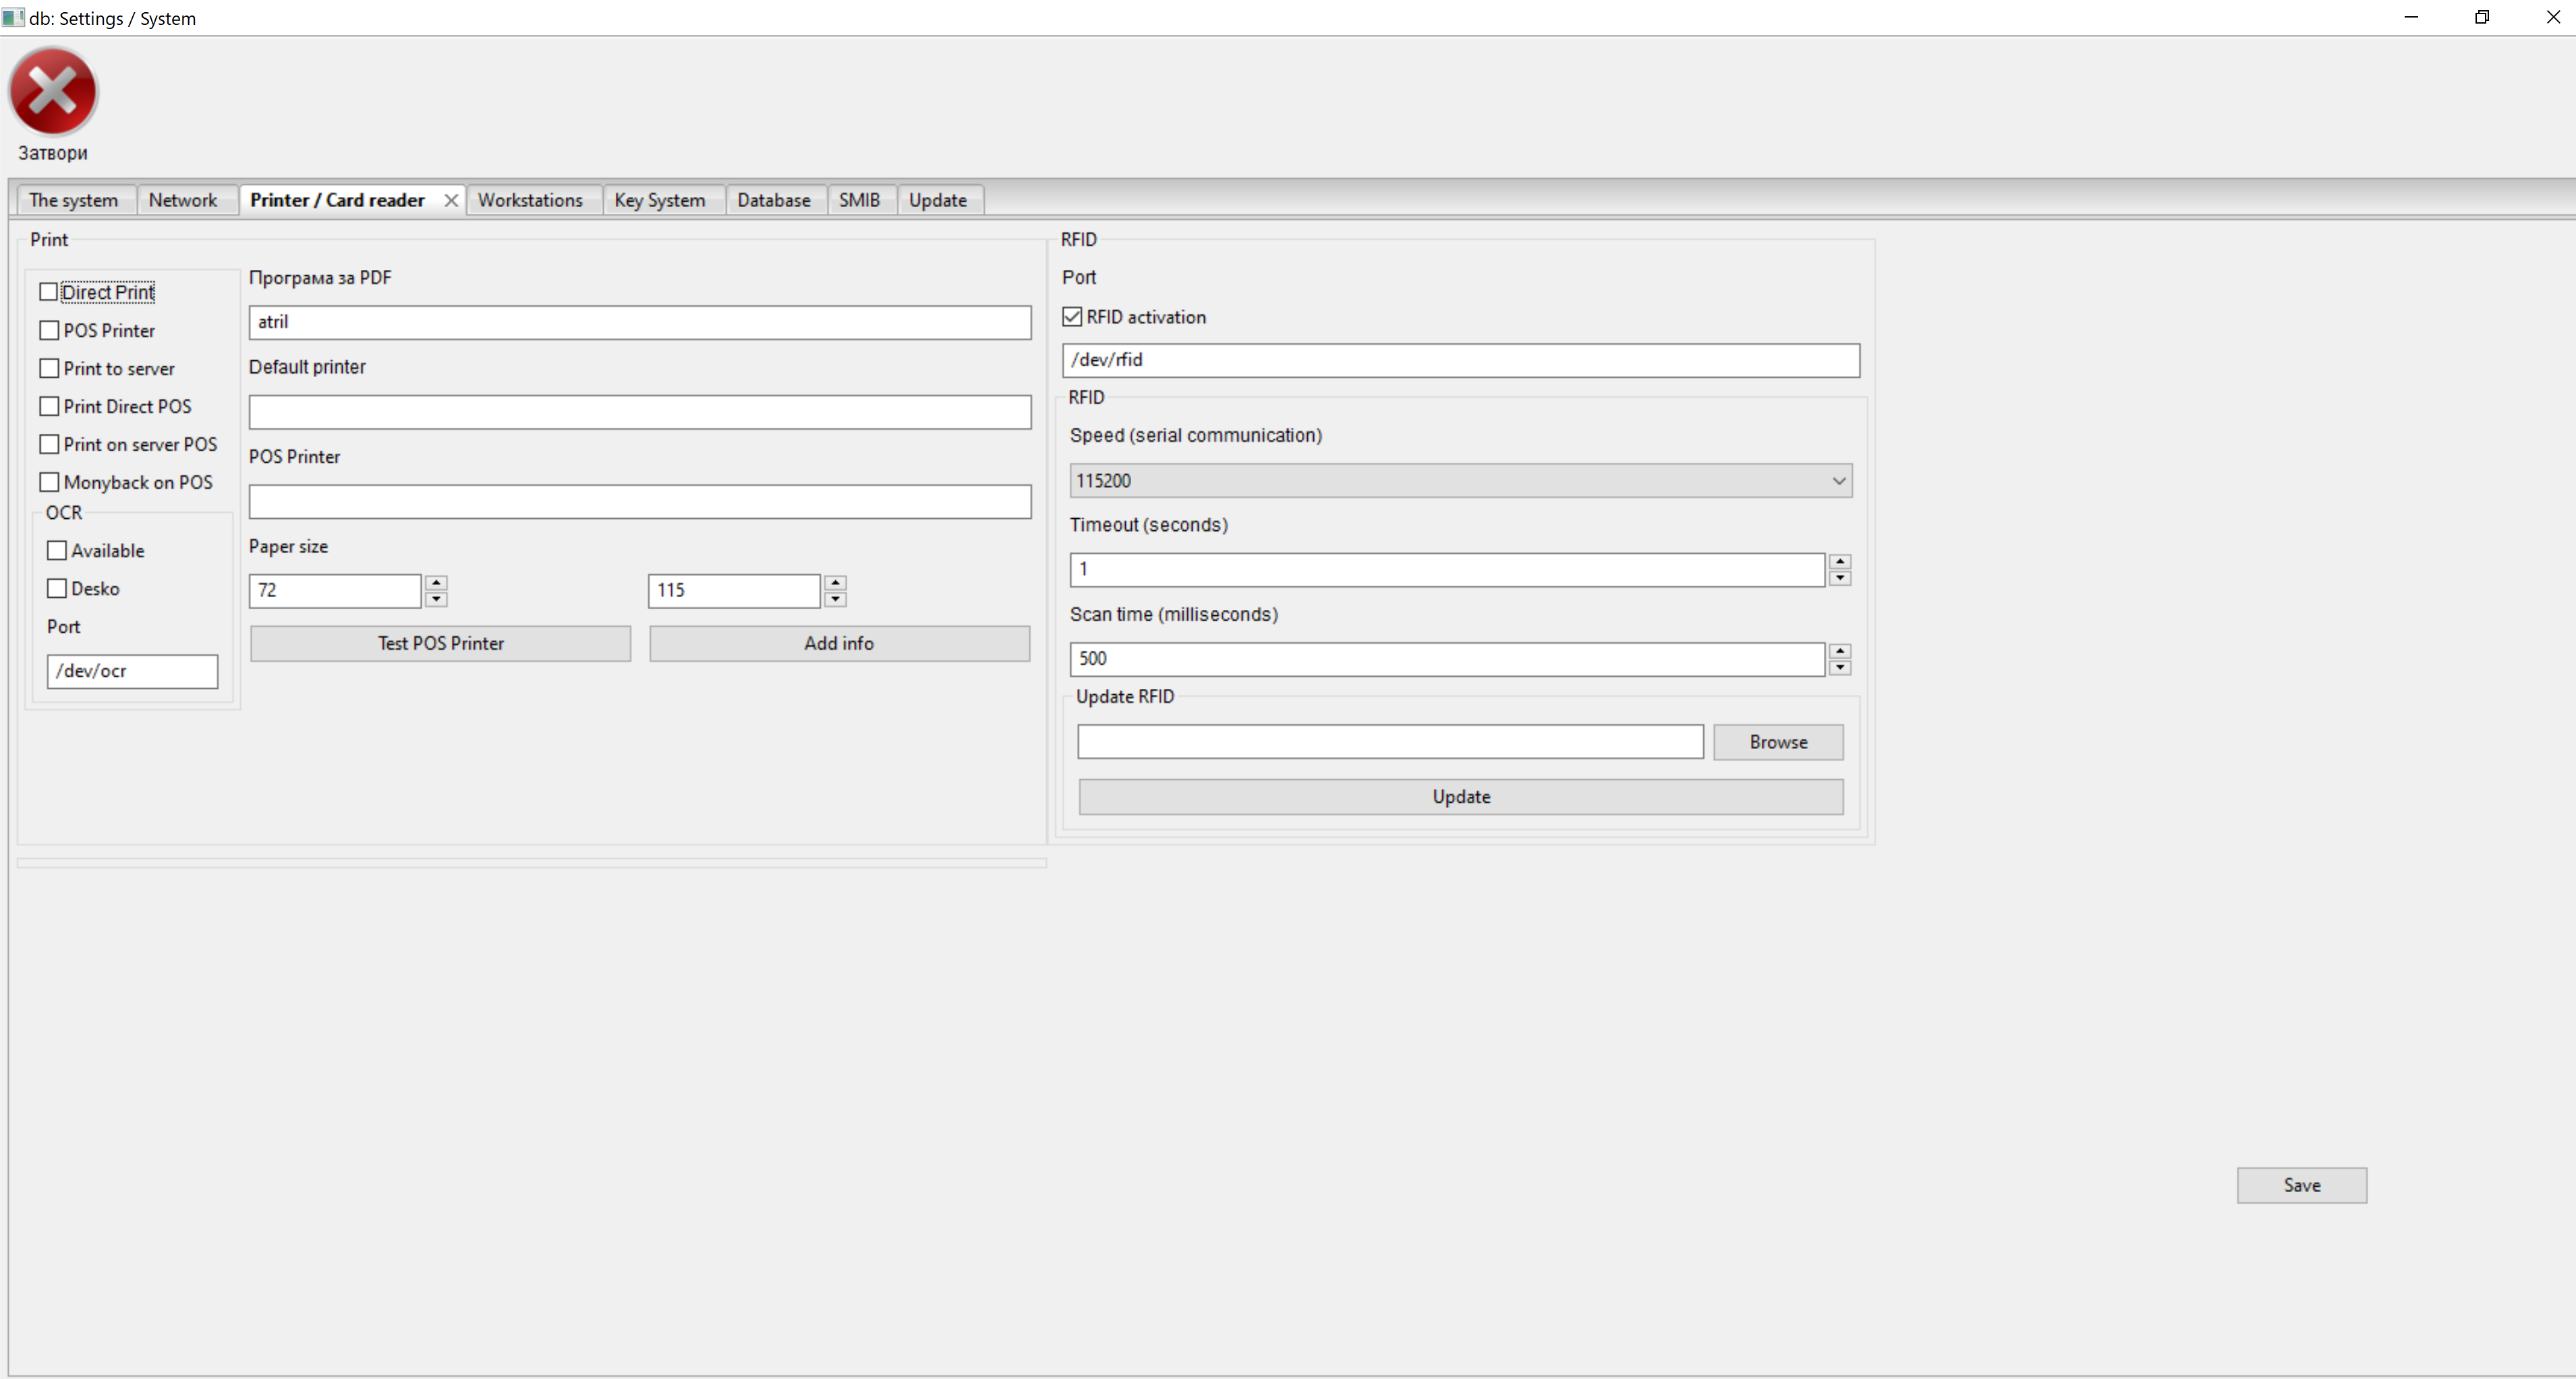 db: Settings / System
Затвори
The system
Network
Printer / Card reader
Workstations
Key System
Database
SMIB
Update
Print
Direct Print
POS Printer
Print to server
Print Direct POS
Print on server POS
Monyback on POS
OCR
Available
Desko
Port
/dev/ocr
Програма за PDF
atril
Default printer
POS Printer
Paper size
72
115
Test POS Printer
Add info
RFID
Port
RFID activation
/dev/rfid
RFID
Speed (serial communication)
115200
Timeout (seconds)
1
Scan time (milliseconds)
500
Update RFID
Browse
Update
Save